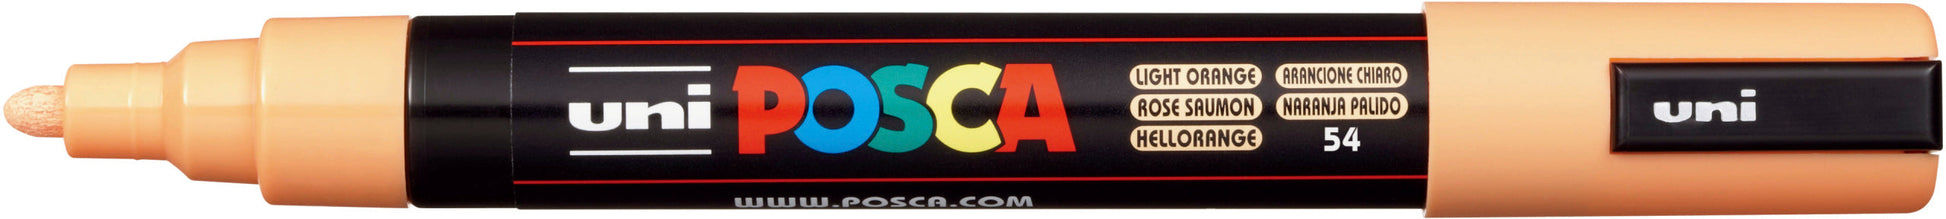 uni POSCA
LIGHT ORANGE
ROSE SAUMON
HELLORANGE
ARANCIONE CHIARO
NARANJA PALIDO
54
WWW.POSCA.COM
uni